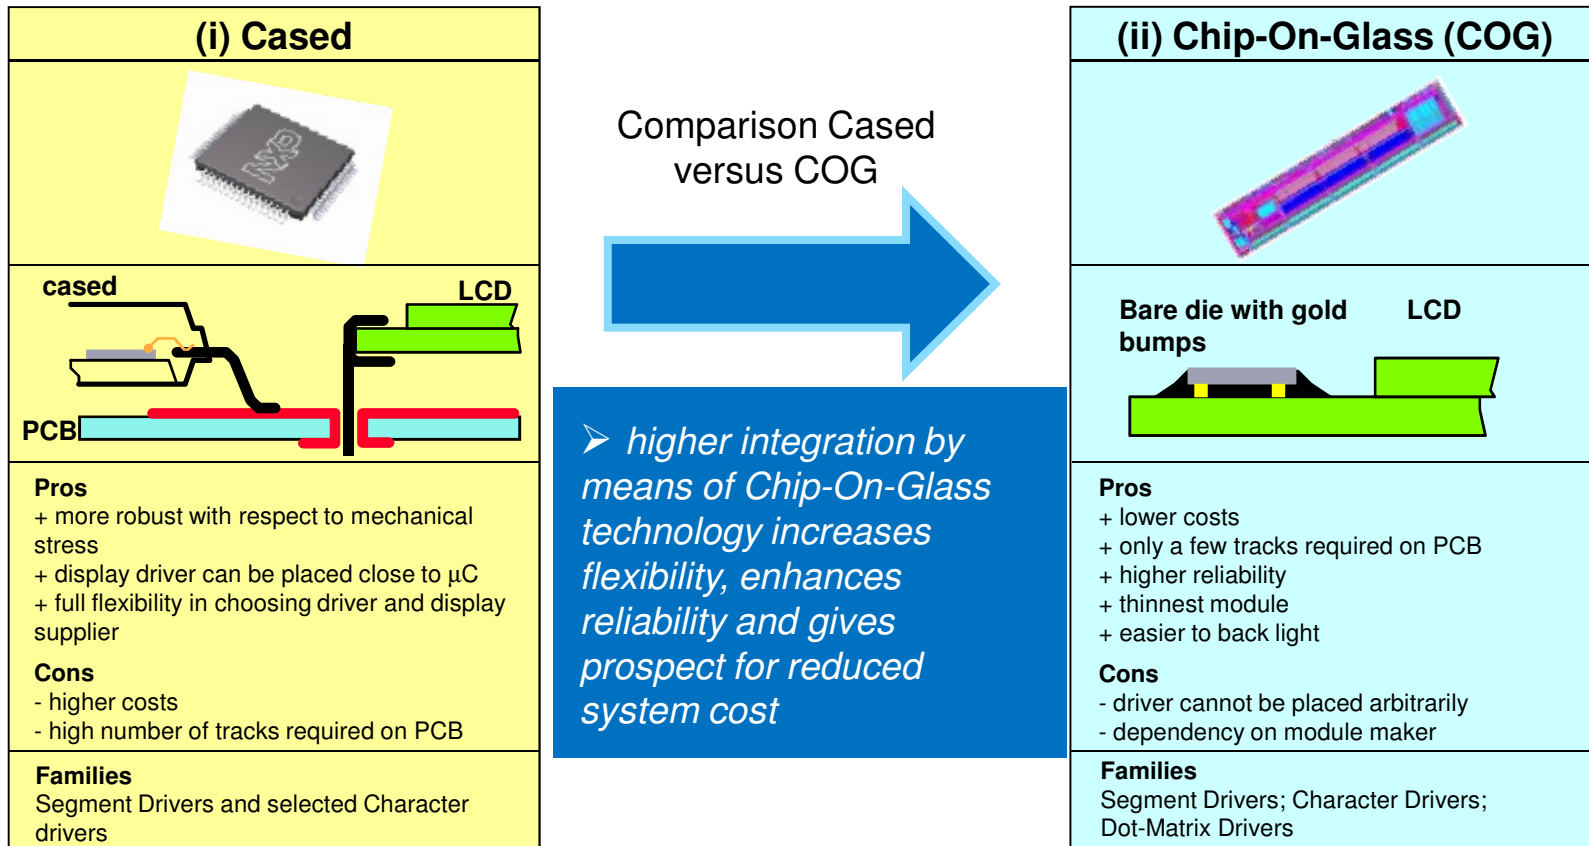 (i) Cased
NXP
cased
LCD
PCB
Pros
+ more robust with respect to mechanical
stress
+ display driver can be placed close to μC
+ full flexibility in choosing driver and display
supplier
Cons
- higher costs
- high number of tracks required on PCB
Families
Segment Drivers and selected Character
drivers
Comparison Cased
versus COG
➢ higher integration by
means of Chip-On-Glass
technology increases
flexibility, enhances
reliability and gives
prospect for reduced
system cost
(ii) Chip-On-Glass (COG)
Bare die with gold
bumps
LCD
Pros
+ lower costs
+ only a few tracks required on PCB
+ higher reliability
+ thinnest module
+ easier to back light
Cons
- driver cannot be placed arbitrarily
- dependency on module maker
Families
Segment Drivers; Character Drivers;
Dot-Matrix Drivers